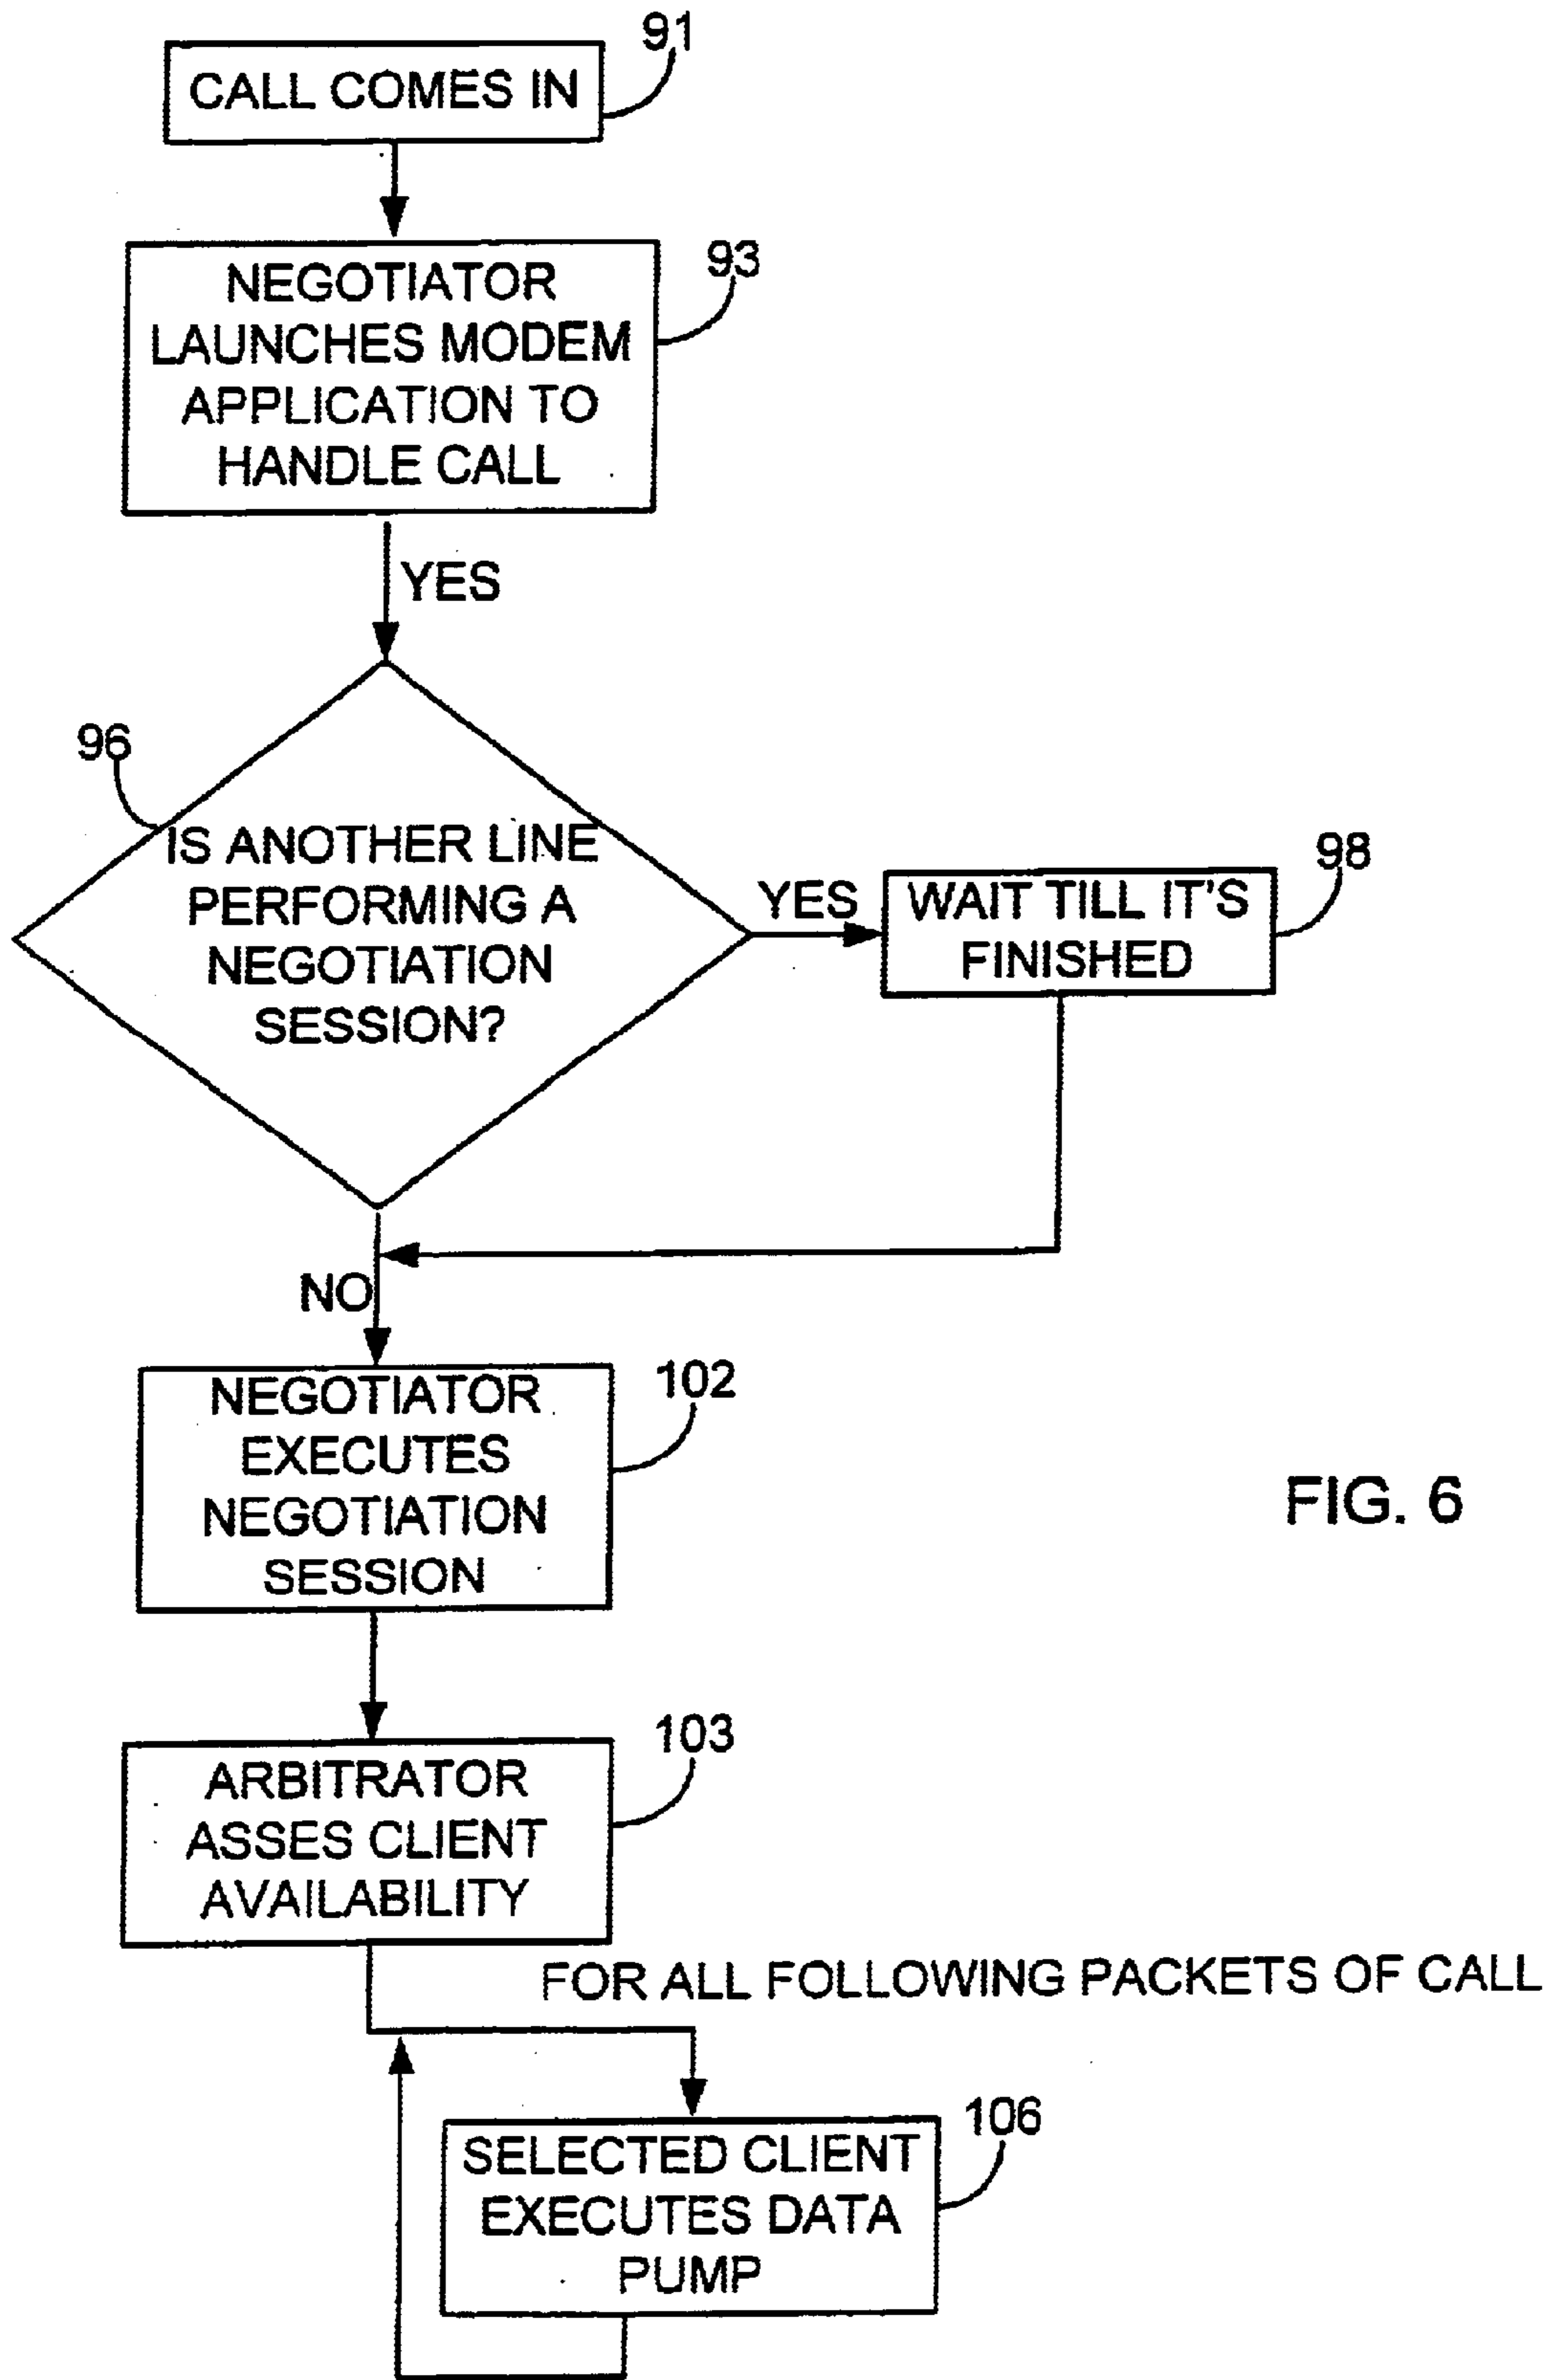 91
CALL COMES IN
93
NEGOTIATOR
LAUNCHES MODEM
APPLICATION TO
HANDLE CALL
YES
96
IS ANOTHER LINE
PERFORMING A
NEGOTIATION
SESSION?
YES
98
WAIT TILL IT'S
FINISHED
NO
102
NEGOTIATOR
EXECUTES
NEGOTIATION
SESSION
FIG. 6
103
ARBITRATOR
ASSES CLIENT
AVAILABILITY
FOR ALL FOLLOWING PACKETS OF CALL
106
SELECTED CLIENT
EXECUTES DATA
PUMP